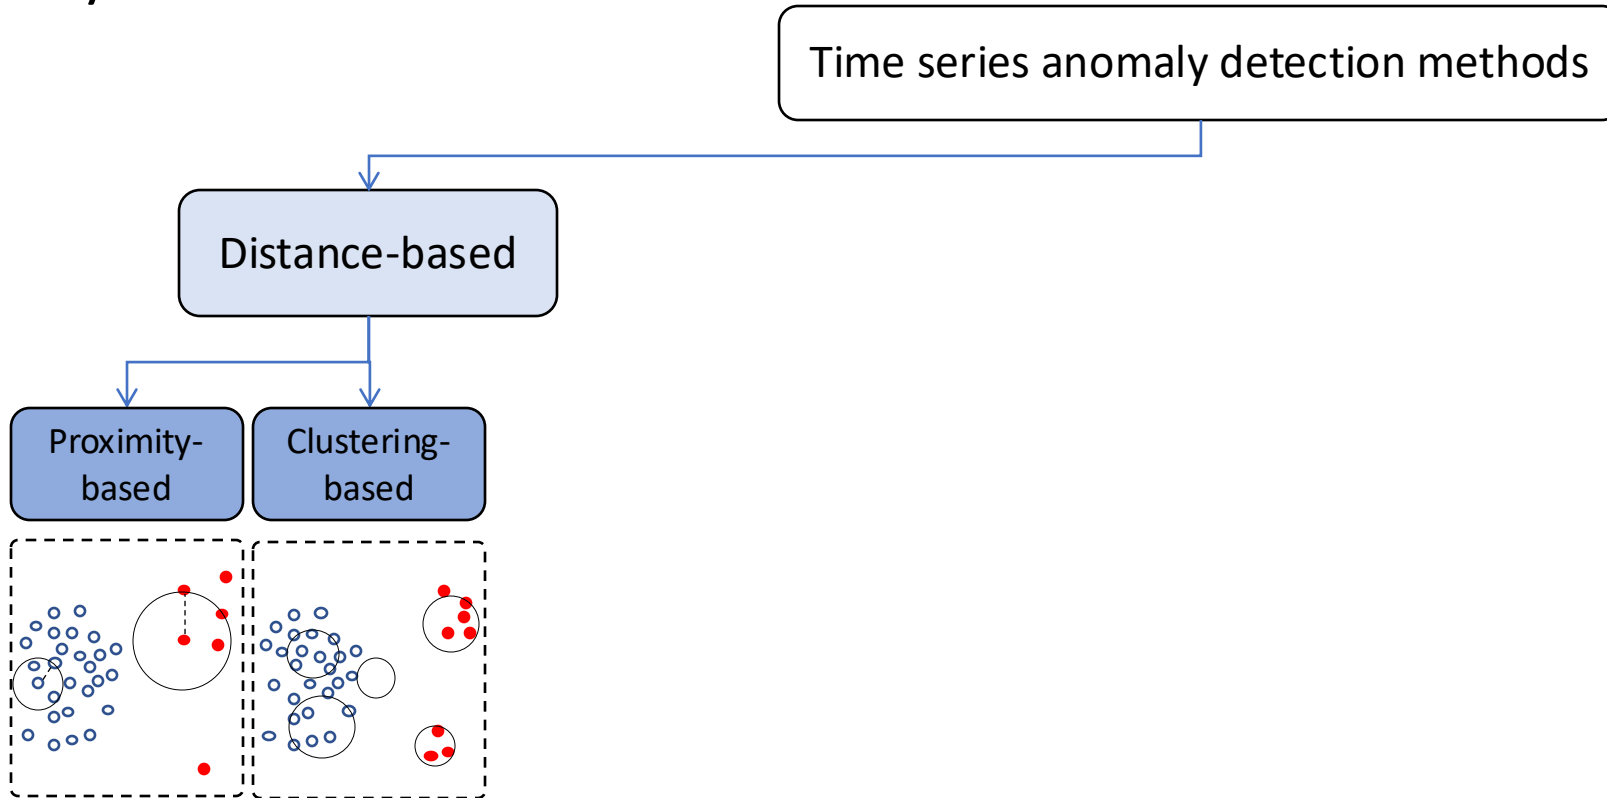 Time series anomaly detection methods
Distance-based
Proximity-
based
Clustering-
based